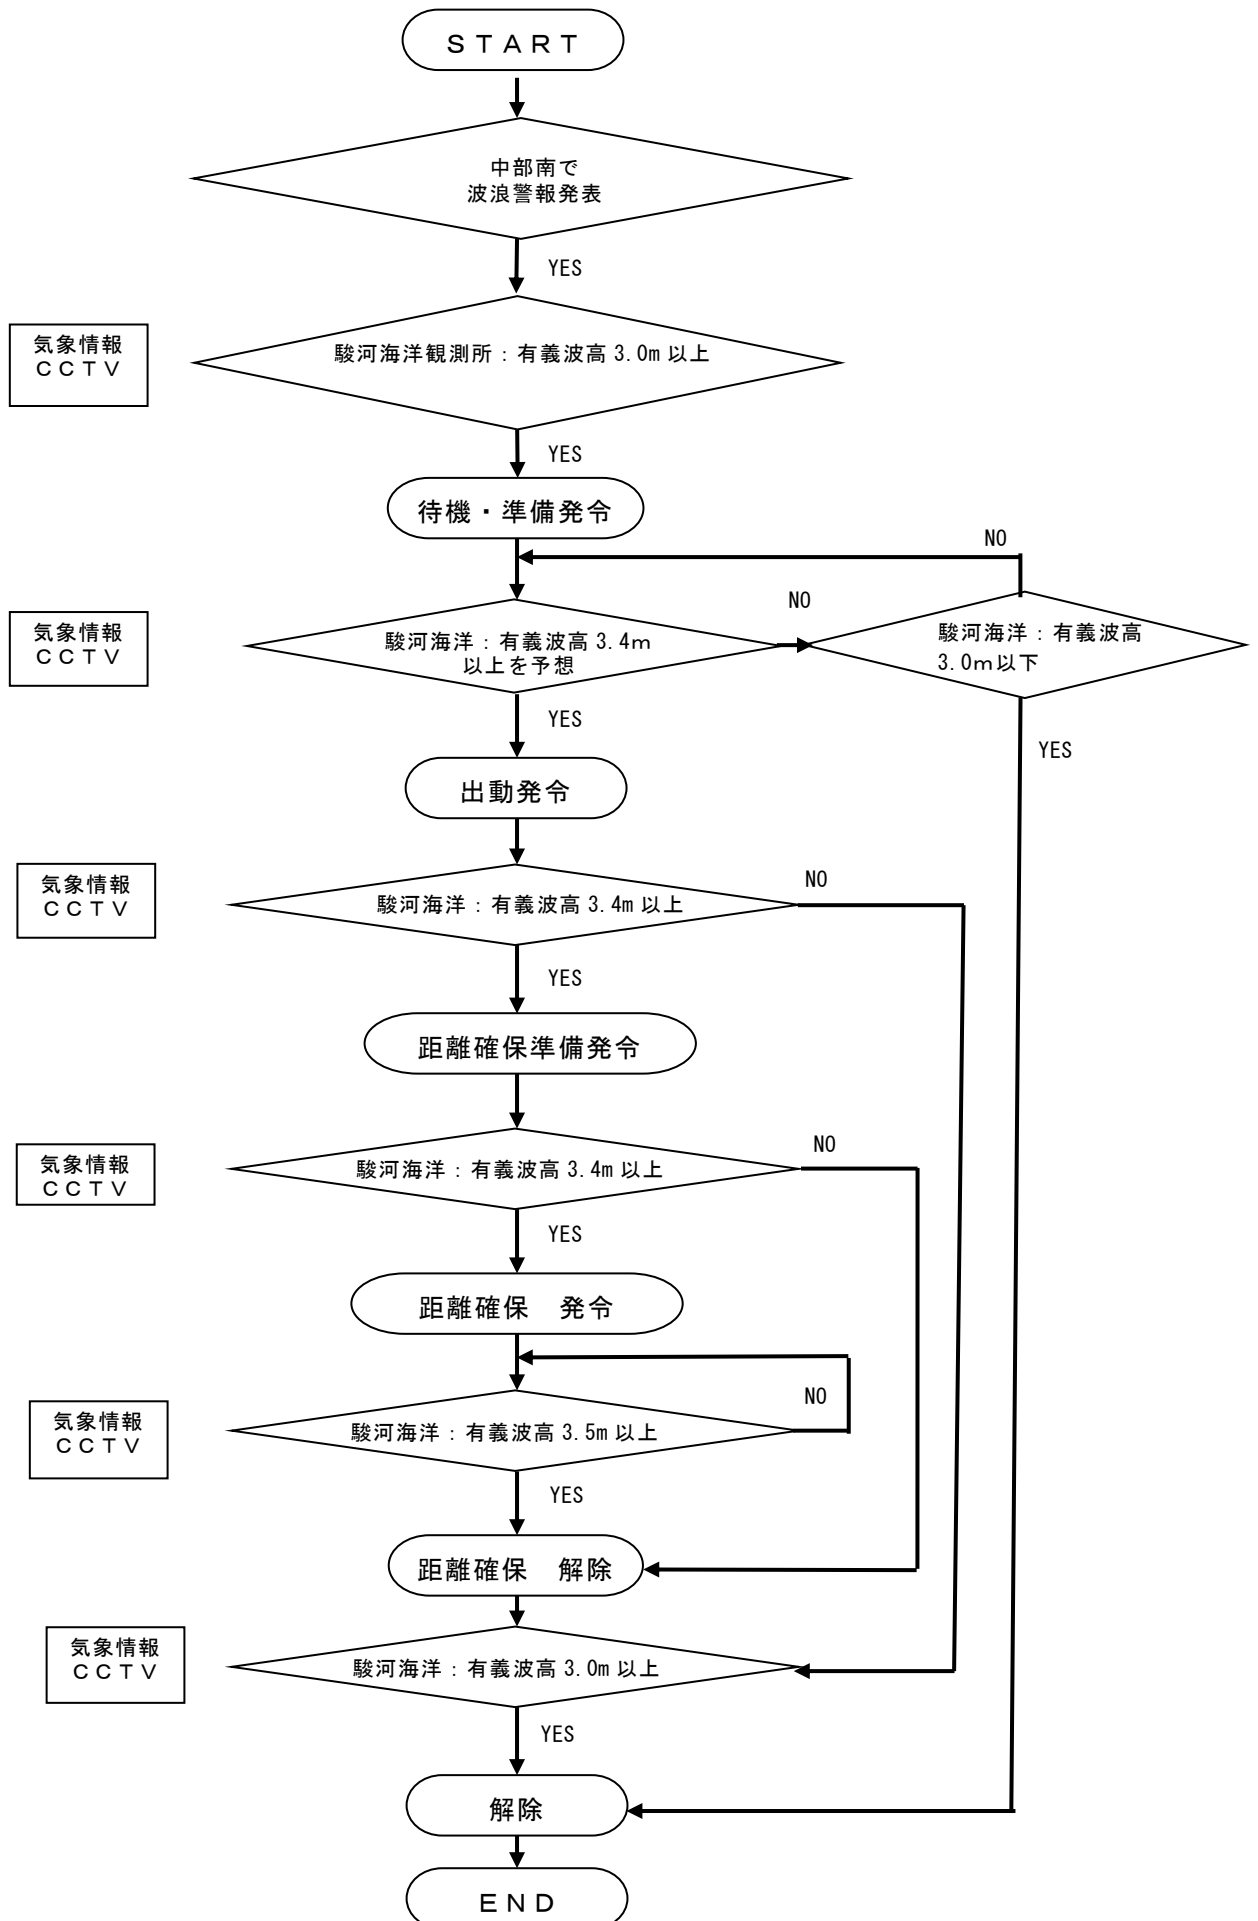 ＳＴＡＲＴ
中部南で
波浪警報発表
YES
気象情報
ＣＣＴＶ
駿河海洋観測所：有義波高 3.0m 以上
YES
待機・準備発令
NO
気象情報
ＣＣＴＶ
駿河海洋：有義波高 3.4ｍ
以上を予想
NO
駿河海洋：有義波高
3.0ｍ以下
YES
YES
出動発令
気象情報
ＣＣＴＶ
駿河海洋：有義波高 3.4m 以上
NO
YES
距離確保準備発令
気象情報
ＣＣＴＶ
駿河海洋：有義波高 3.4m 以上
NO
YES
距離確保　発令
NO
気象情報
ＣＣＴＶ
駿河海洋：有義波高 3.5m 以上
YES
距離確保　解除
気象情報
ＣＣＴＶ
駿河海洋：有義波高 3.0m 以上
YES
解除
ＥＮＤ